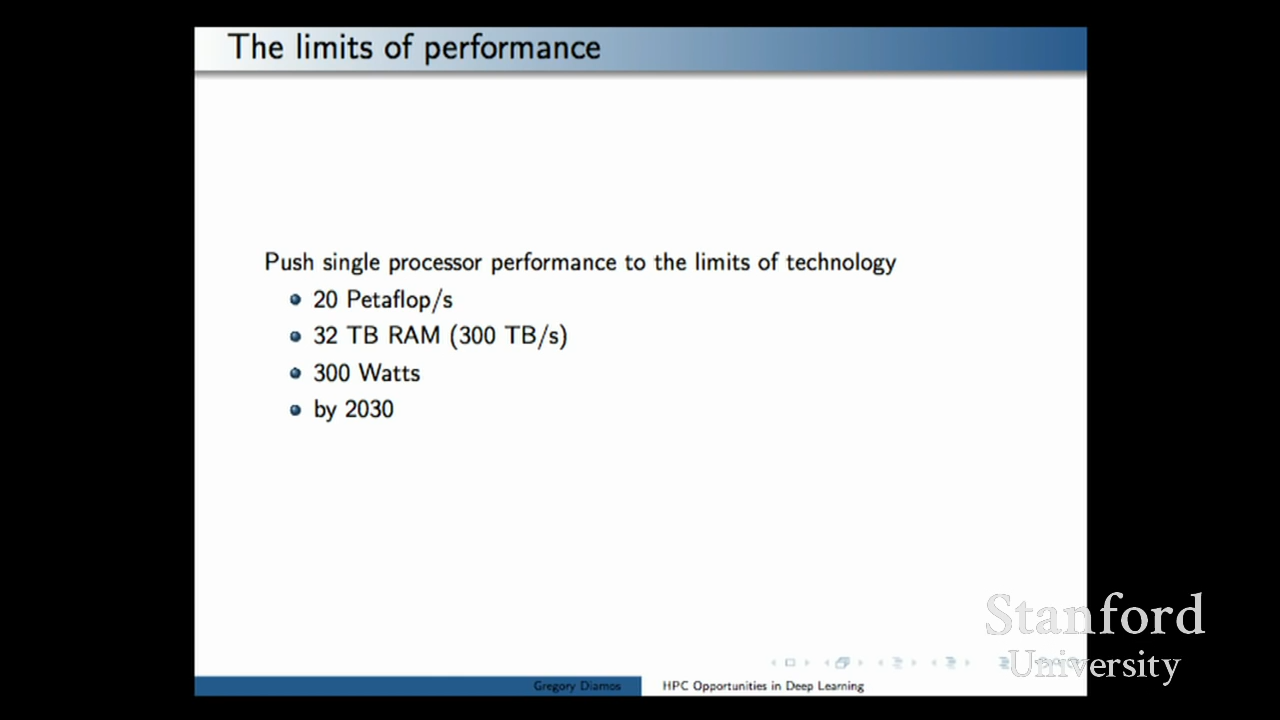 The limits of performance
Push single processor performance to the limits of technology
20 Petaflop/s
32 TB RAM (300 TB/s)
300 Watts
by 2030
Stanford
University
Gregory Diamos
HPC Opportunities in Deep Learning